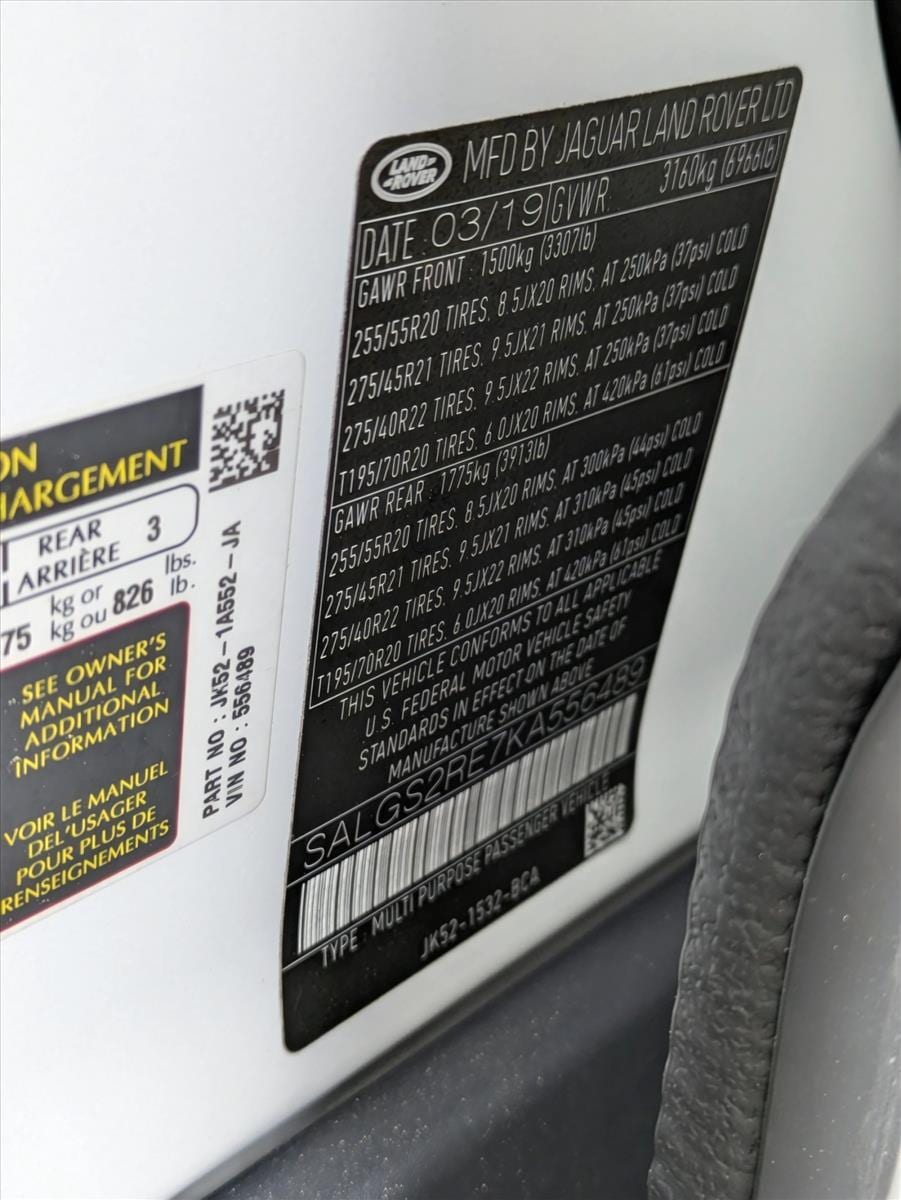 LAND ROVER
MFD BY JAGUAR LAND ROVER LTD
DATE 03/19 GVWR 3160kg (6966lb)
GAWR FRONT 1500kg (3307lb)
255/55R20 TIRES, 8.5JX20 RIMS, AT 250kPa (37psi) COLD
275/45R21 TIRES, 9.5JX21 RIMS, AT 250kPa (37psi) COLD
275/40R22 TIRES, 9.5JX22 RIMS, AT 250kPa (37psi) COLD
T195/70R20 TIRES, 6.0JX20 RIMS, AT 420kPa (61psi) COLD
GAWR REAR 1775kg (3913lb)
255/55R20 TIRES, 8.5JX20 RIMS, AT 300kPa (44psi) COLD
275/45R21 TIRES, 9.5JX21 RIMS, AT 310kPa (45psi) COLD
275/40R22 TIRES, 9.5JX22 RIMS, AT 310kPa (45psi) COLD
T195/70R20 TIRES, 6.0JX20 RIMS, AT 420kPa (61psi) COLD
THIS VEHICLE CONFORMS TO ALL APPLICABLE
U.S. FEDERAL MOTOR VEHICLE SAFETY
STANDARDS IN EFFECT ON THE DATE OF
MANUFACTURE SHOWN ABOVE
SALGS2RE7KA556489
TYPE : MULTI PURPOSE PASSENGER VEHICLE
JK52-1532-BCA
ON
HARGEMENT
REAR 3
ARRIÈRE
75 kg or 826 lbs.
kg ou lb.
SEE OWNER'S
MANUAL FOR
ADDITIONAL
INFORMATION
VOIR LE MANUEL
DEL'USAGER
POUR PLUS DE
RENSEIGNEMENTS
PART NO : JK52-1A552-JA
VIN NO : 556489